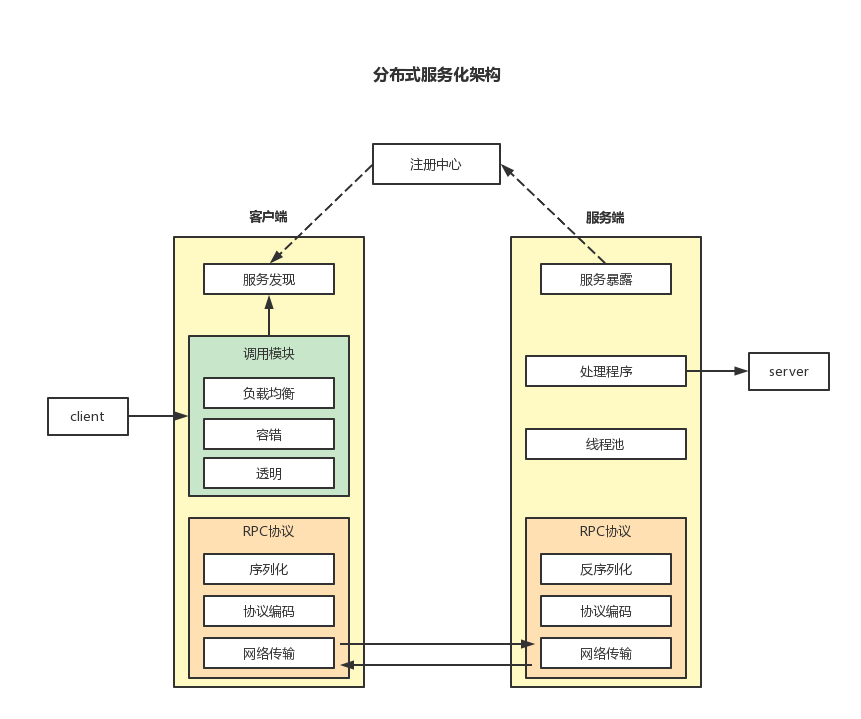 分布式服务化架构
注册中心
客户端
服务端
服务发现
服务暴露
调用模块
负载均衡
容错
透明
client
处理程序
server
线程池
RPC协议
序列化
协议编码
网络传输
RPC协议
反序列化
协议编码
网络传输